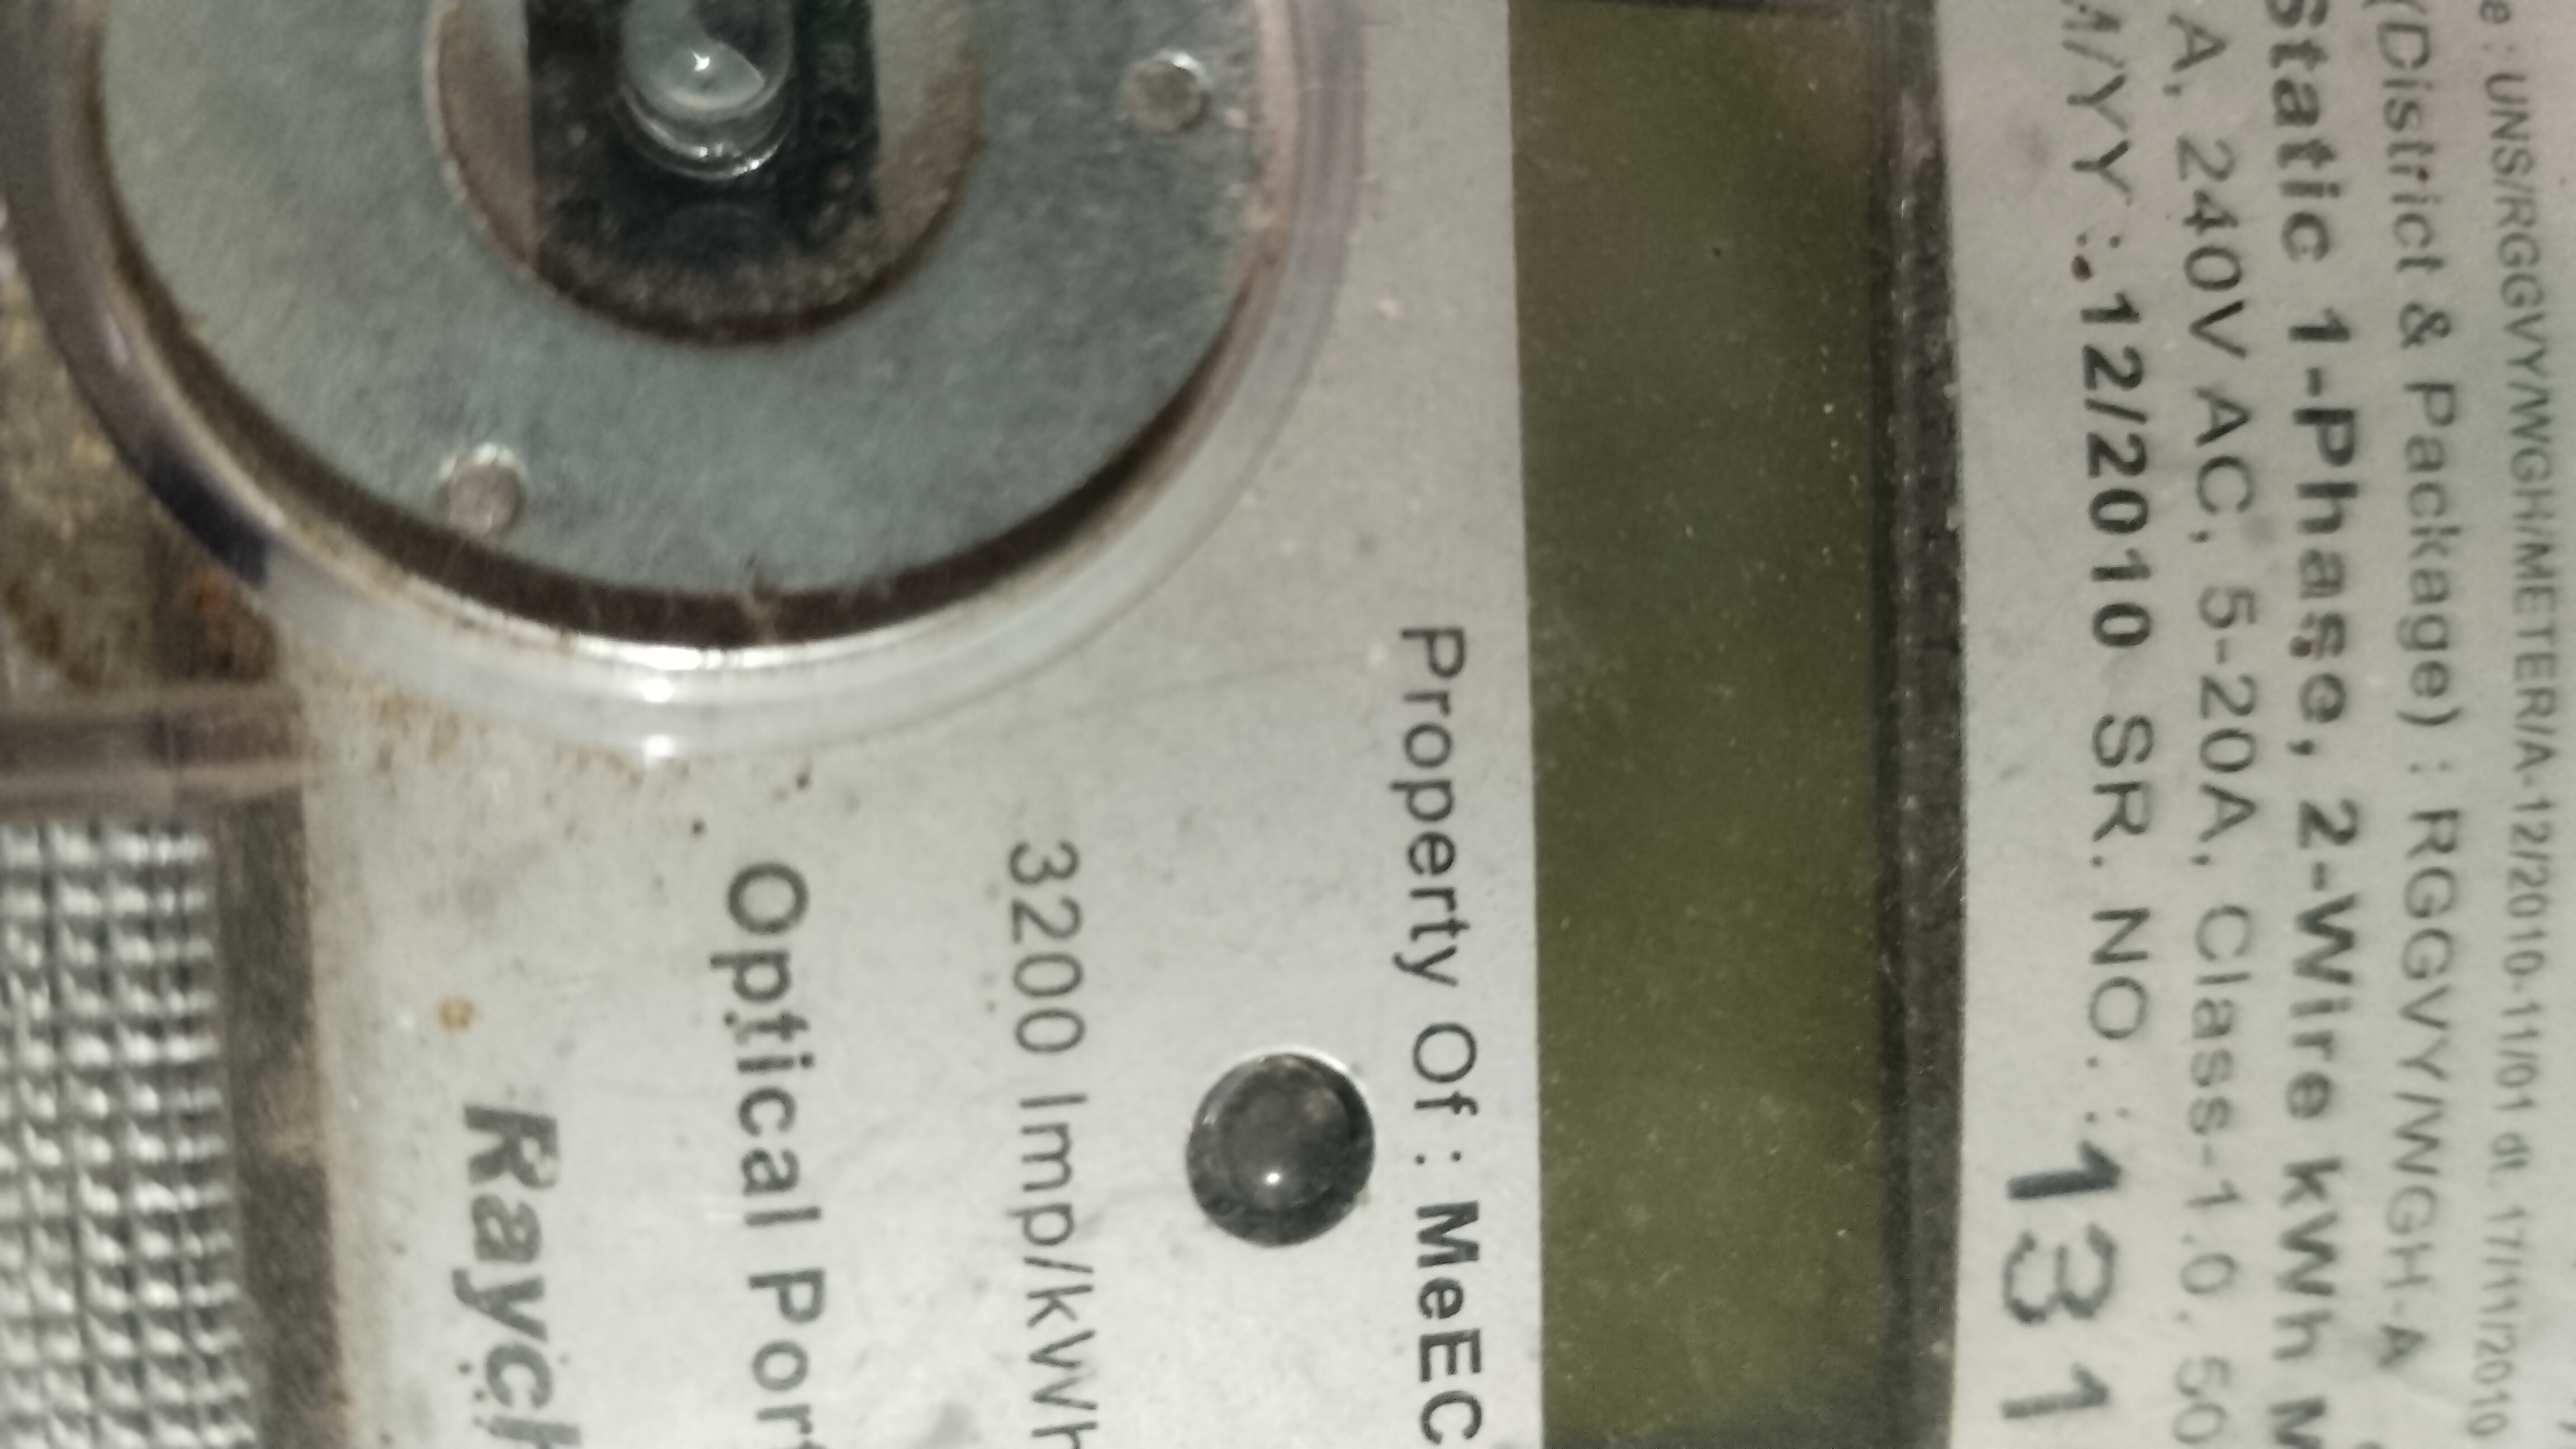 e : UNS/RGGVY/WGH/METER/A-12/2010-11/01 dt. 17/11/2010
(District & Package) : RGGVY/WGH-A
Static 1-Phase, 2-Wire kWh M
A, 240V AC, 5-20A, Class-1.0, 50
M/YY : 12/2010 SR. NO. : 131
Property Of : MeEC
3200 Imp/kWh
Optical Port
Raych